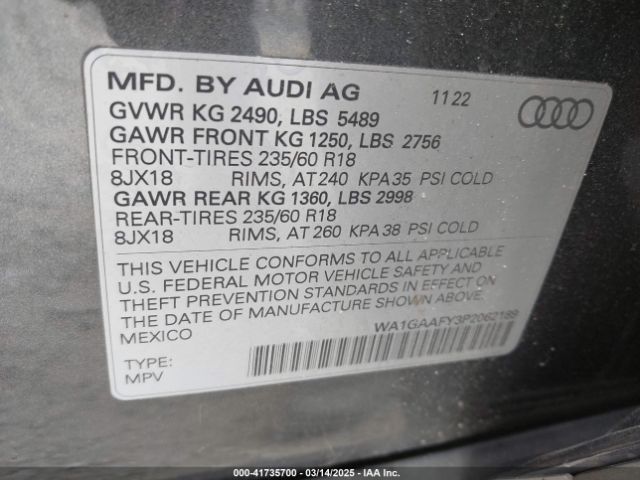 MFD. BY AUDI AG 11 22
GVWR KG 2490, LBS 5489
GAWR FRONT KG 1250, LBS 2756
FRONT-TIRES 235/60 R18
8JX18 RIMS, AT 240 KPA 35 PSI COLD
GAWR REAR KG 1360, LBS 2998
REAR-TIRES 235/60 R18
8JX18 RIMS, AT 260 KPA 38 PSI COLD
THIS VEHICLE CONFORMS TO ALL APPLICABLE
U.S. FEDERAL MOTOR VEHICLE SAFETY AND
THEFT PREVENTION STANDARDS IN EFFECT ON
THE DATE OF MANUFACTURE SHOWN ABOVE.
MEXICO
WA1GAAFY3P2062189
TYPE:
MPV
000-41735700 - 03/14/2025 - IAA Inc.